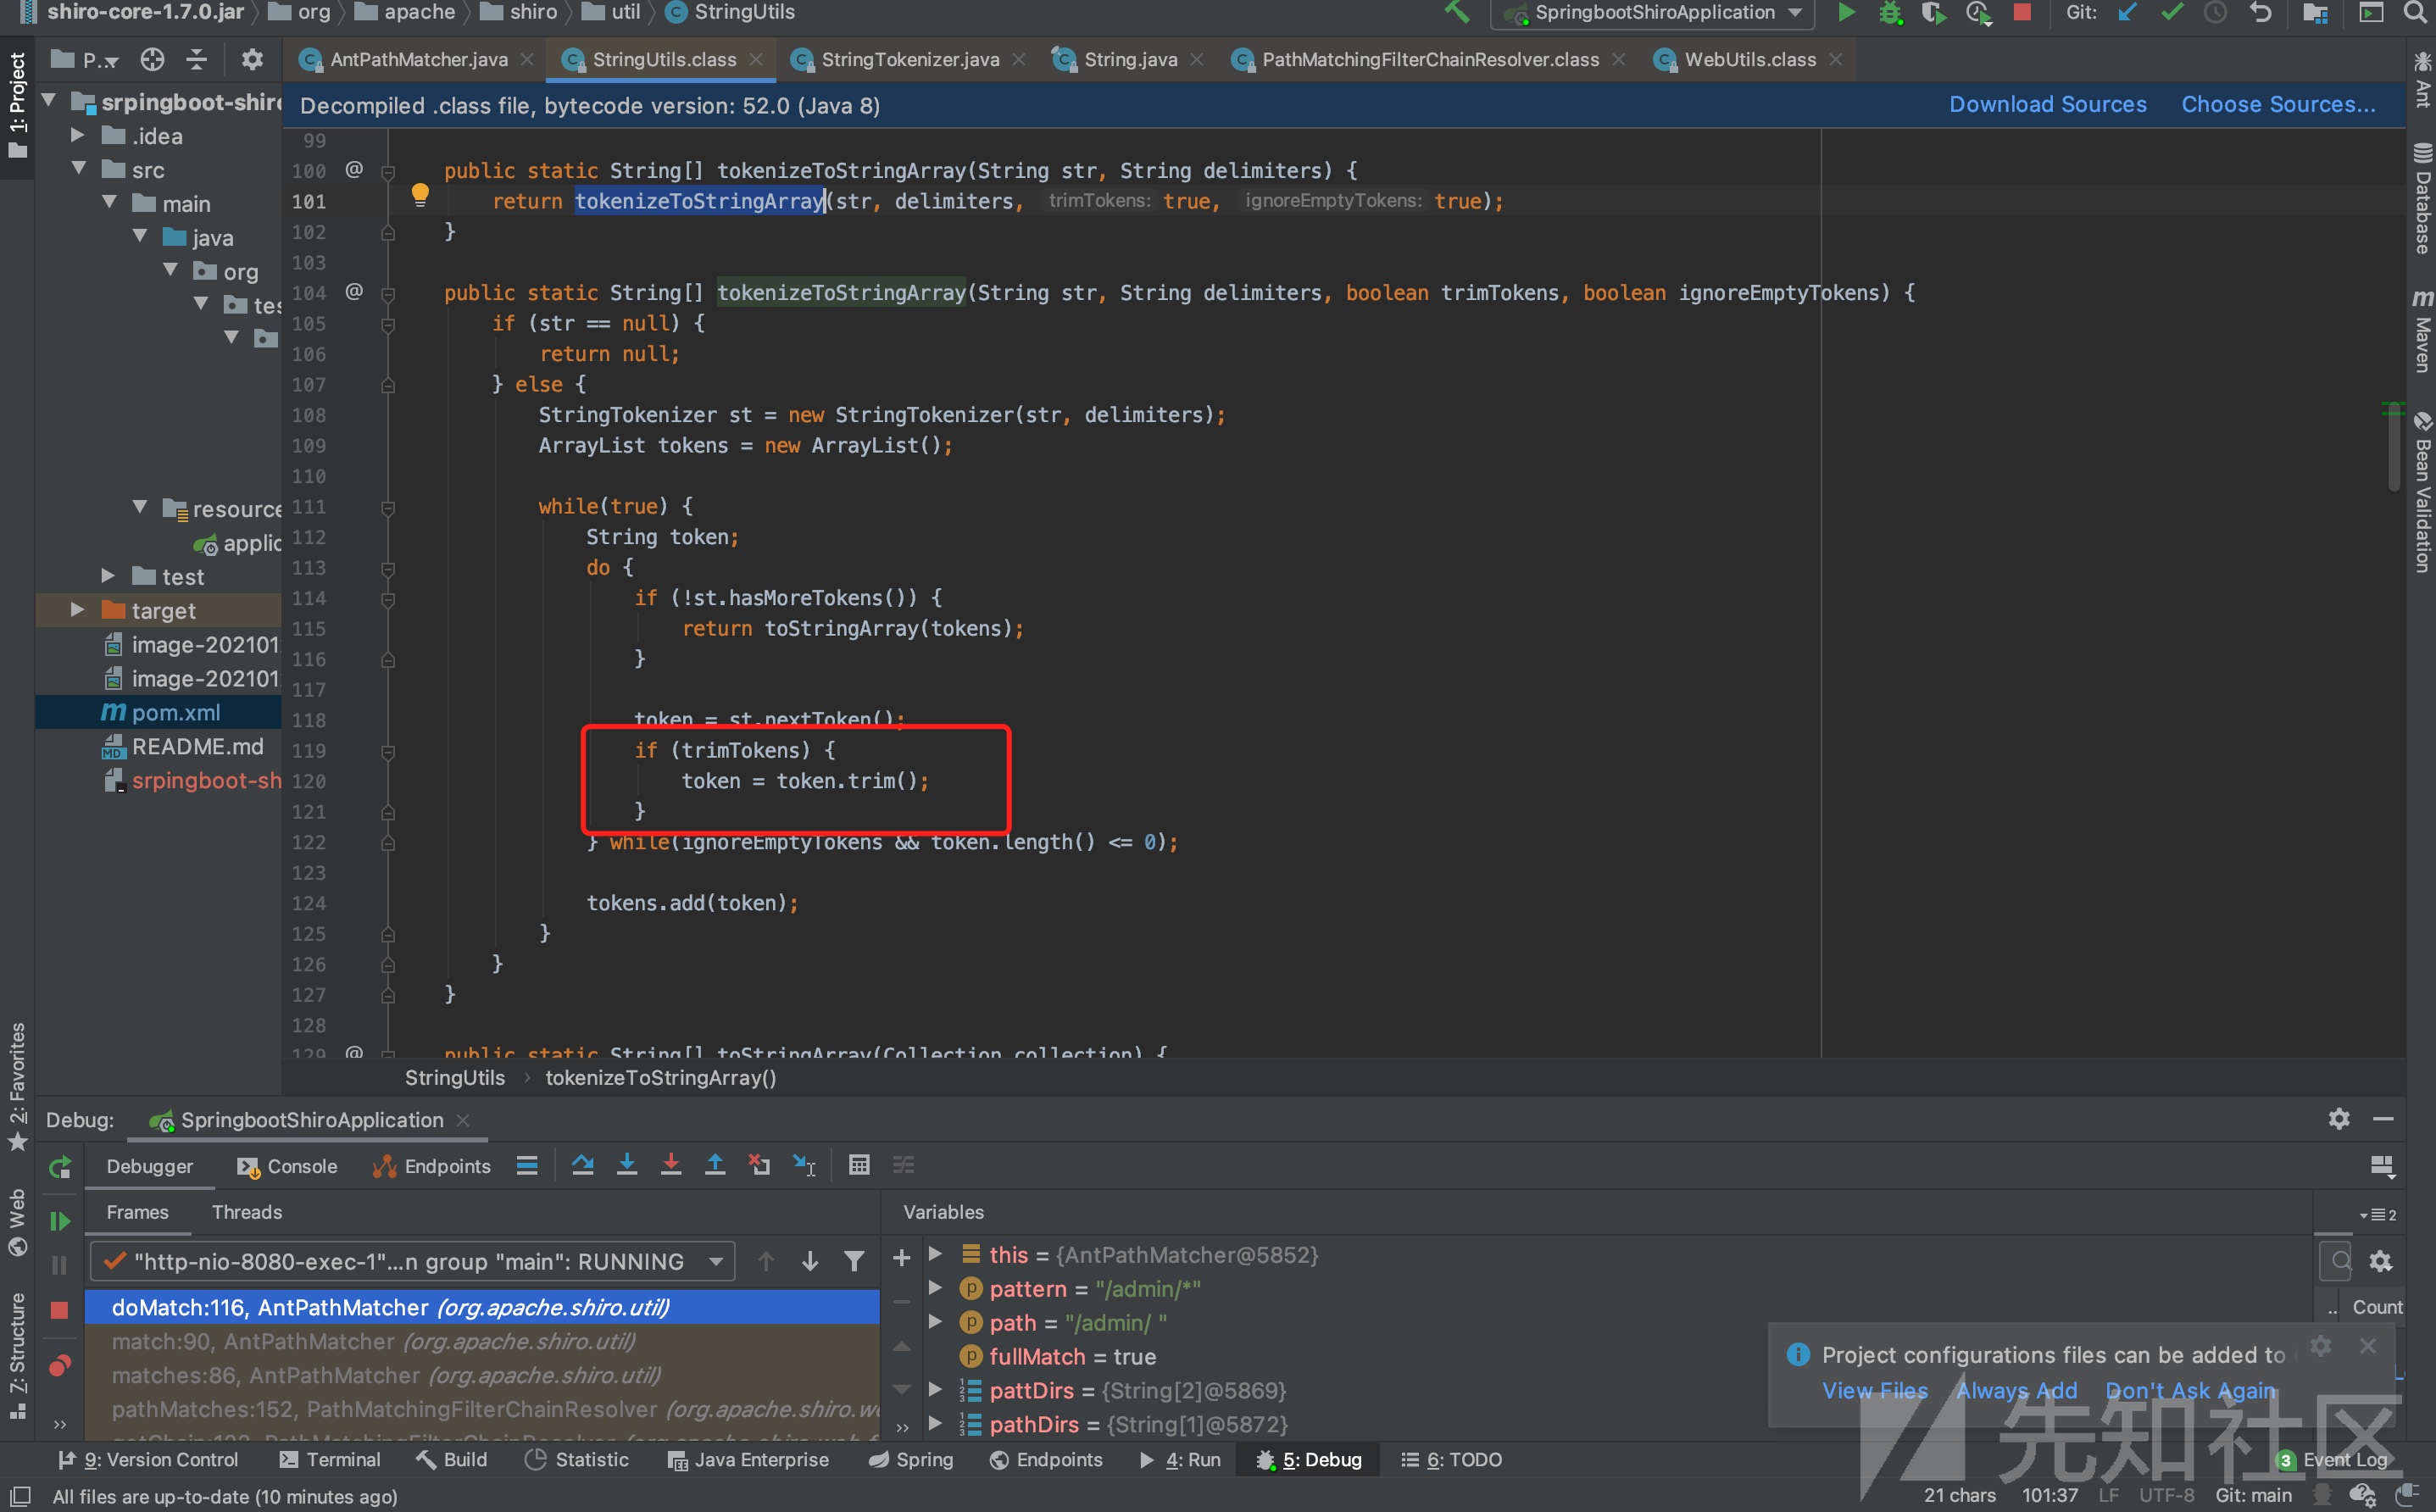 shiro-core-1.7.0.jar org apache shiro util StringUtils SpringbootShiroApplication Git:
P.. AntPathMatcher.java StringUtils.class StringTokenizer.java String.java PathMatchingFilterChainResolver.class WebUtils.class
Decompiled .class file, bytecode version: 52.0 (Java 8) Download Sources Choose Sources...
1: Project
srpingboot-shiro
.idea
src
main
java
org
tes
resource
applic
test
target
image-202101
image-202101
pom.xml
README.md
srpingboot-sh
99
100 @ public static String[] tokenizeToStringArray(String str, String delimiters) {
101 return tokenizeToStringArray(str, delimiters, trimTokens: true, ignoreEmptyTokens: true);
102 }
103
104 @ public static String[] tokenizeToStringArray(String str, String delimiters, boolean trimTokens, boolean ignoreEmptyTokens) {
105 if (str == null) {
106 return null;
107 } else {
108 StringTokenizer st = new StringTokenizer(str, delimiters);
109 ArrayList tokens = new ArrayList();
110
111 while(true) {
112 String token;
113 do {
114 if (!st.hasMoreTokens()) {
115 return toStringArray(tokens);
116 }
117
118 token = st.nextToken();
119 if (trimTokens) {
120 token = token.trim();
121 }
122 } while(ignoreEmptyTokens && token.length() <= 0);
123
124 tokens.add(token);
125 }
126 }
127 }
128
129 @ public static String[] toStringArray(Collection collection) {
StringUtils tokenizeToStringArray()
Ant
Database
Maven
Bean Validation
2: Favorites
Web
Z: Structure
Debug: SpringbootShiroApplication
Debugger Console Endpoints
Frames Threads Variables
2
"http-nio-8080-exec-1"...n group "main": RUNNING
doMatch:116, AntPathMatcher (org.apache.shiro.util)
match:90, AntPathMatcher (org.apache.shiro.util)
matches:86, AntPathMatcher (org.apache.shiro.util)
pathMatches:152, PathMatchingFilterChainResolver (org.apache.shiro.we
this = {AntPathMatcher@5852}
pattern = "/admin/*"
path = "/admin/ "
fullMatch = true
pattDirs = {String[2]@5869}
pathDirs = {String[1]@5872}
.. Count
Project configurations files can be added to
View Files Always Add Don't Ask Again
先知社区
9: Version Control Terminal Build Statistic Java Enterprise Spring Endpoints 4: Run 5: Debug 6: TODO 3 Event Log
All files are up-to-date (10 minutes ago) 21 chars 101:37 LF UTF-8 Git: main